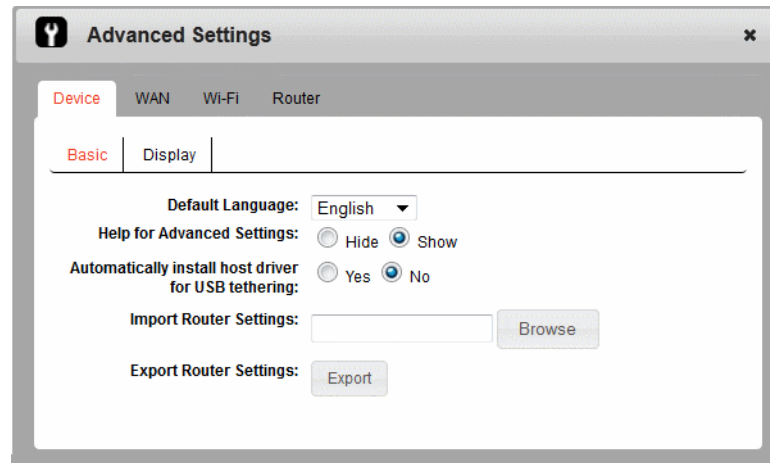 Advanced Settings
Device WAN Wi-Fi Router
Basic Display
Default Language: English
Help for Advanced Settings: Hide Show
Automatically install host driver
for USB tethering: Yes No
Import Router Settings: Browse
Export Router Settings: Export